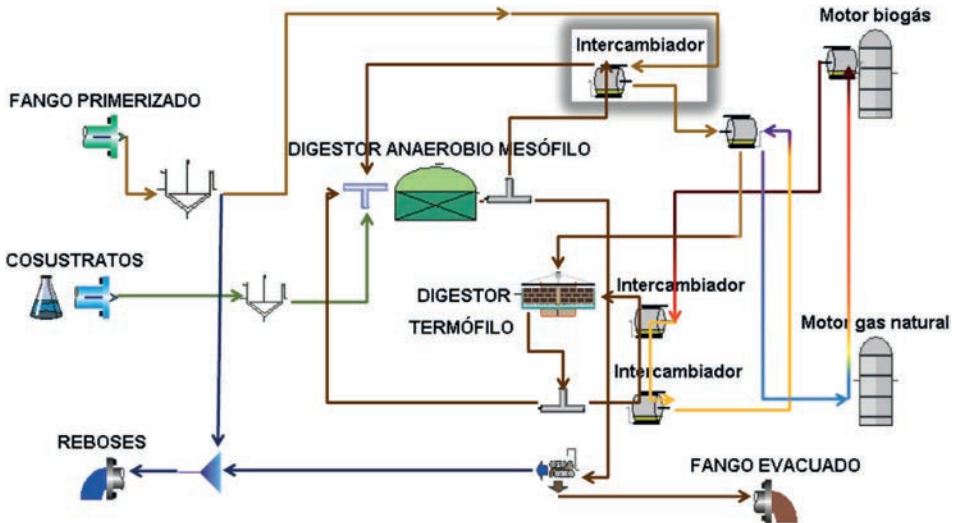 Motor biogás
Intercambiador
FANGO PRIMERIZADO
DIGESTOR ANAEROBIO MESÓFILO
COSUSTRATOS
DIGESTOR
TERMÓFILO
Intercambiador
Motor gas natural
Intercambiador
REBOSES
FANGO EVACUADO